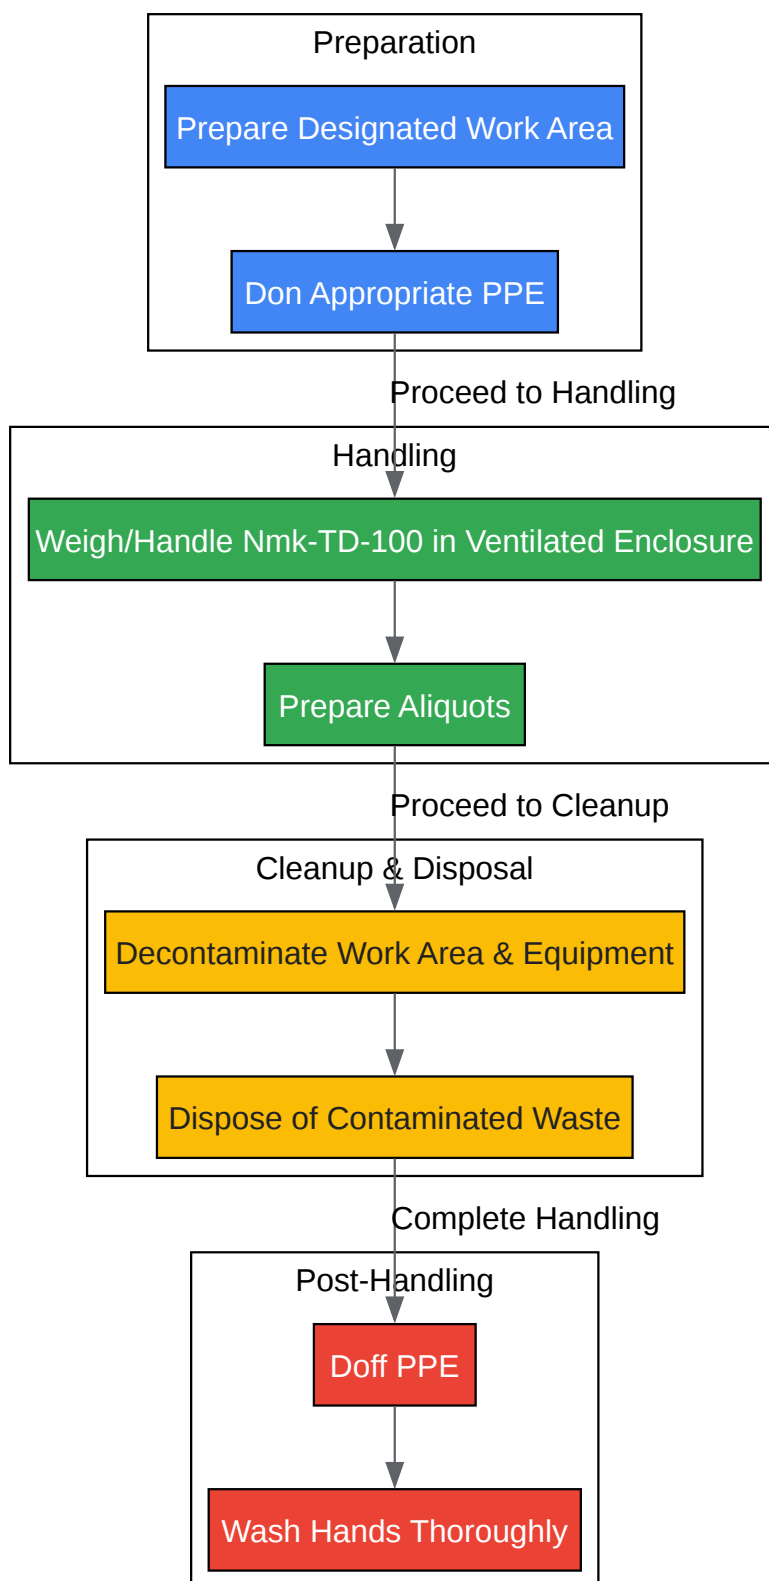 Preparation
Prepare Designated Work Area
Don Appropriate PPE
Proceed to Handling
Handling
Weigh/Handle Nmk-TD-100 in Ventilated Enclosure
Prepare Aliquots
Proceed to Cleanup
Cleanup & Disposal
Decontaminate Work Area & Equipment
Dispose of Contaminated Waste
Complete Handling
Post-Handling
Doff PPE
Wash Hands Thoroughly